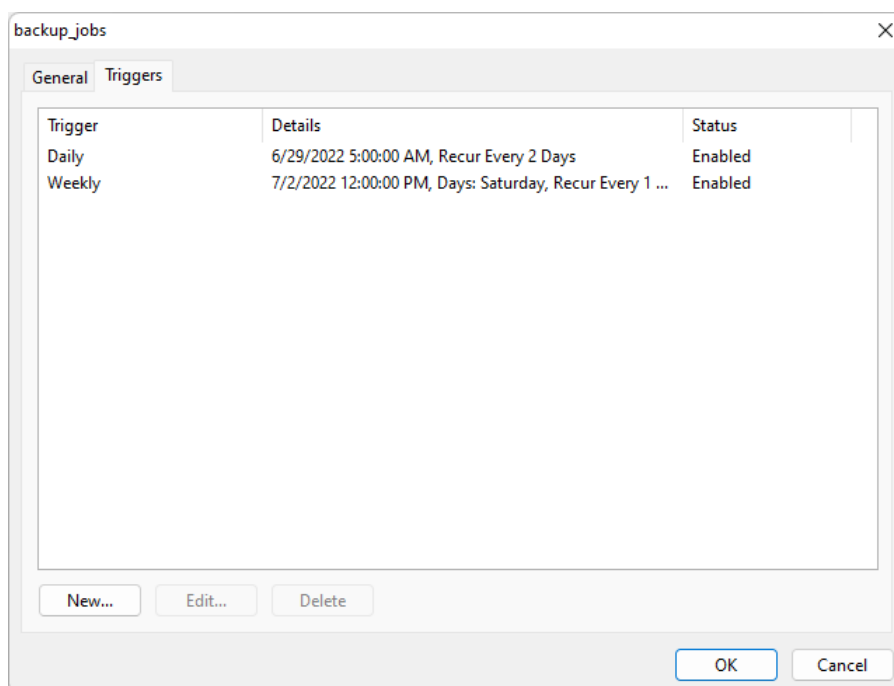 backup_jobs
General Triggers
Trigger Details Status
Daily 6/29/2022 5:00:00 AM, Recur Every 2 Days Enabled
Weekly 7/2/2022 12:00:00 PM, Days: Saturday, Recur Every 1 ... Enabled
New... Edit... Delete
OK Cancel